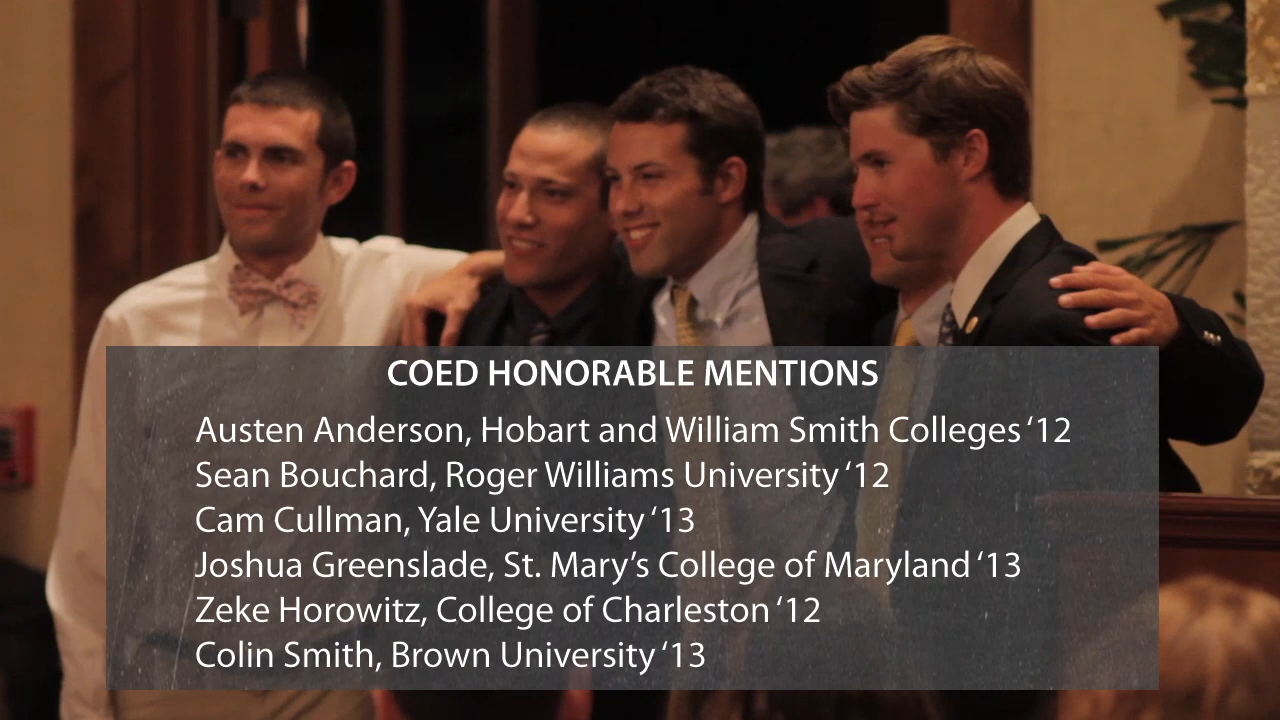 COED HONORABLE MENTIONS
Austen Anderson, Hobart and William Smith Colleges ‘12
Sean Bouchard, Roger Williams University ‘12
Cam Cullman, Yale University ‘13
Joshua Greenslade, St. Mary’s College of Maryland ‘13
Zeke Horowitz, College of Charleston ‘12
Colin Smith, Brown University ‘13